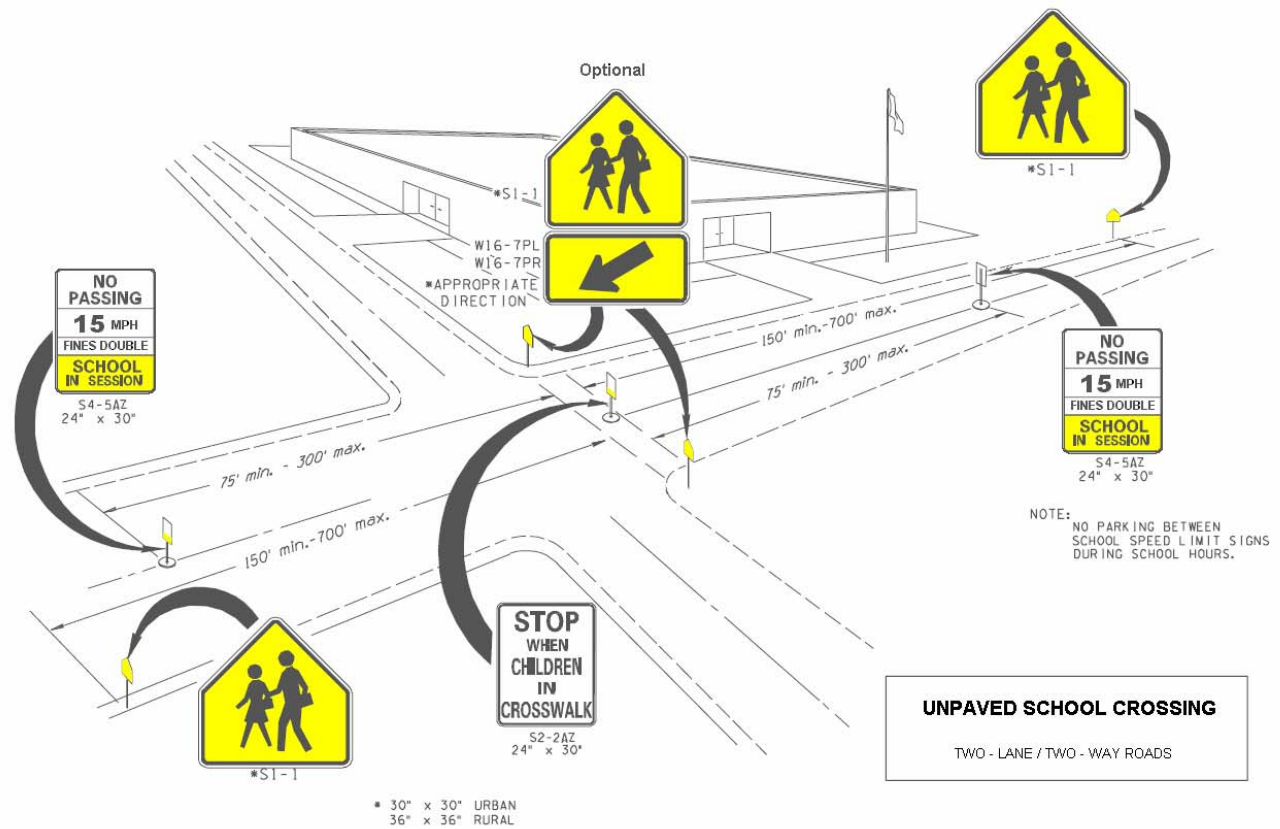 Optional
*S1-1
W16-7PL
W16-7PR
*APPROPRIATE
DIRECTION
*S1-1
NO
PASSING
15 MPH
FINES DOUBLE
SCHOOL
IN SESSION
S4-5AZ
24" x 30"
150' min.-700' max.
75' min. - 300' max.
NO
PASSING
15 MPH
FINES DOUBLE
SCHOOL
IN SESSION
S4-5AZ
24" x 30"
75' min. - 300' max.
150' min.-700' max.
NOTE:
NO PARKING BETWEEN
SCHOOL SPEED LIMIT SIGNS
DURING SCHOOL HOURS.
STOP
WHEN
CHILDREN
IN
CROSSWALK
S2-2AZ
24" x 30"
*S1-1
UNPAVED SCHOOL CROSSING
TWO - LANE / TWO - WAY ROADS
* 30" x 30" URBAN
36" x 36" RURAL